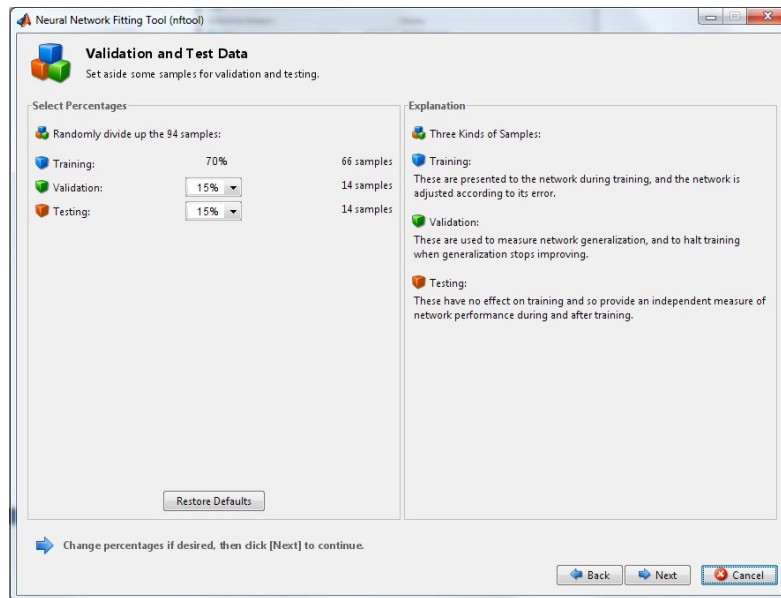 Neural Network Fitting Tool (nftool)
Validation and Test Data
Set aside some samples for validation and testing.
Select Percentages
Randomly divide up the 94 samples:
Training: 70% 66 samples
Validation: 15% 14 samples
Testing: 15% 14 samples
Restore Defaults
Explanation
Three Kinds of Samples:
Training:
These are presented to the network during training, and the network is
adjusted according to its error.
Validation:
These are used to measure network generalization, and to halt training
when generalization stops improving.
Testing:
These have no effect on training and so provide an independent measure of
network performance during and after training.
Change percentages if desired, then click [Next] to continue.
Back Next Cancel